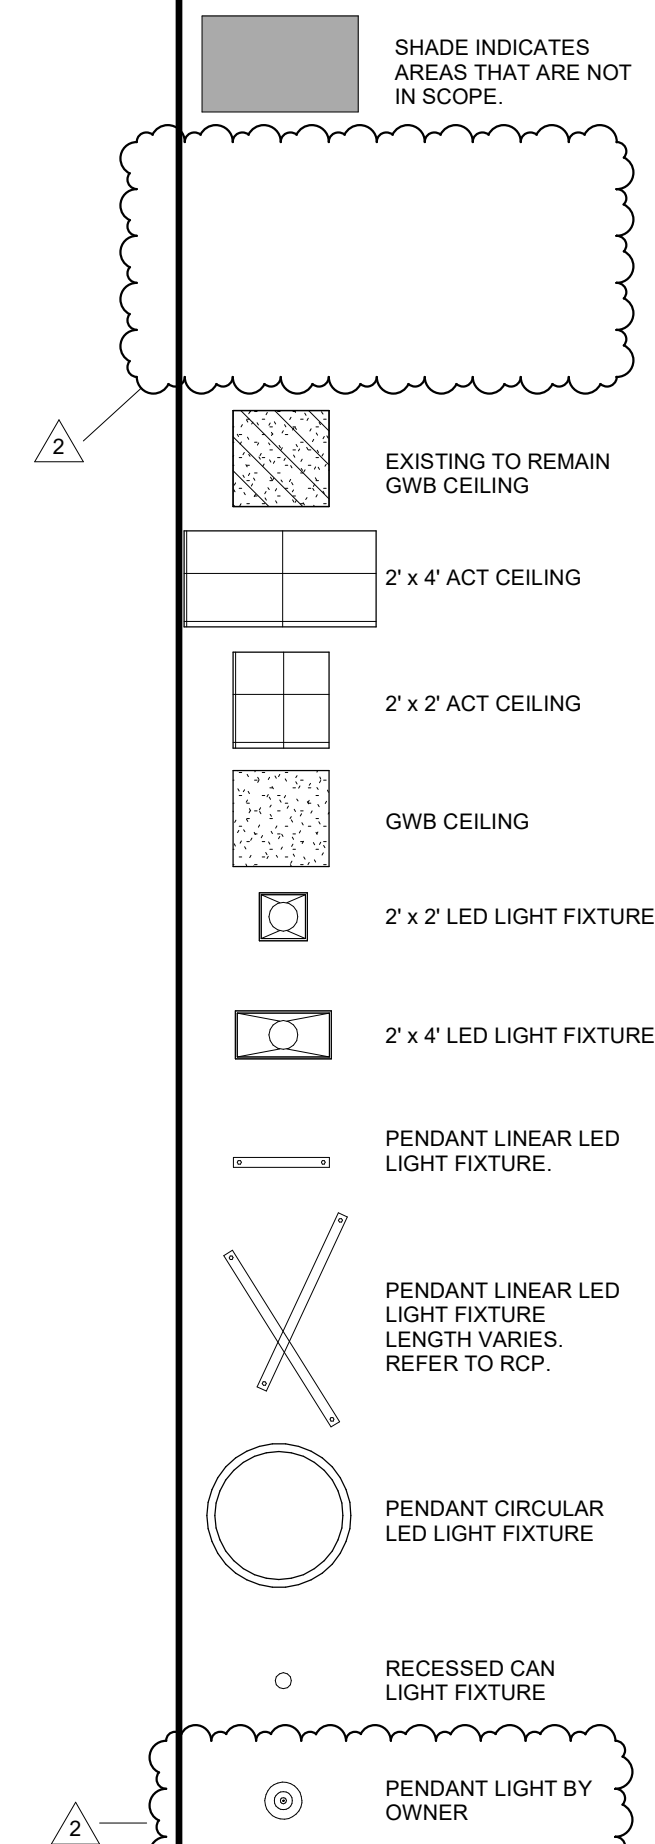 SHADE INDICATES
AREAS THAT ARE NOT
IN SCOPE.
2
EXISTING TO REMAIN
GWB CEILING
2' x 4' ACT CEILING
2' x 2' ACT CEILING
GWB CEILING
2' x 2' LED LIGHT FIXTURE
2' x 4' LED LIGHT FIXTURE
PENDANT LINEAR LED
LIGHT FIXTURE.
PENDANT LINEAR LED
LIGHT FIXTURE
LENGTH VARIES.
REFER TO RCP.
PENDANT CIRCULAR
LED LIGHT FIXTURE
RECESSED CAN
LIGHT FIXTURE
PENDANT LIGHT BY
OWNER
2